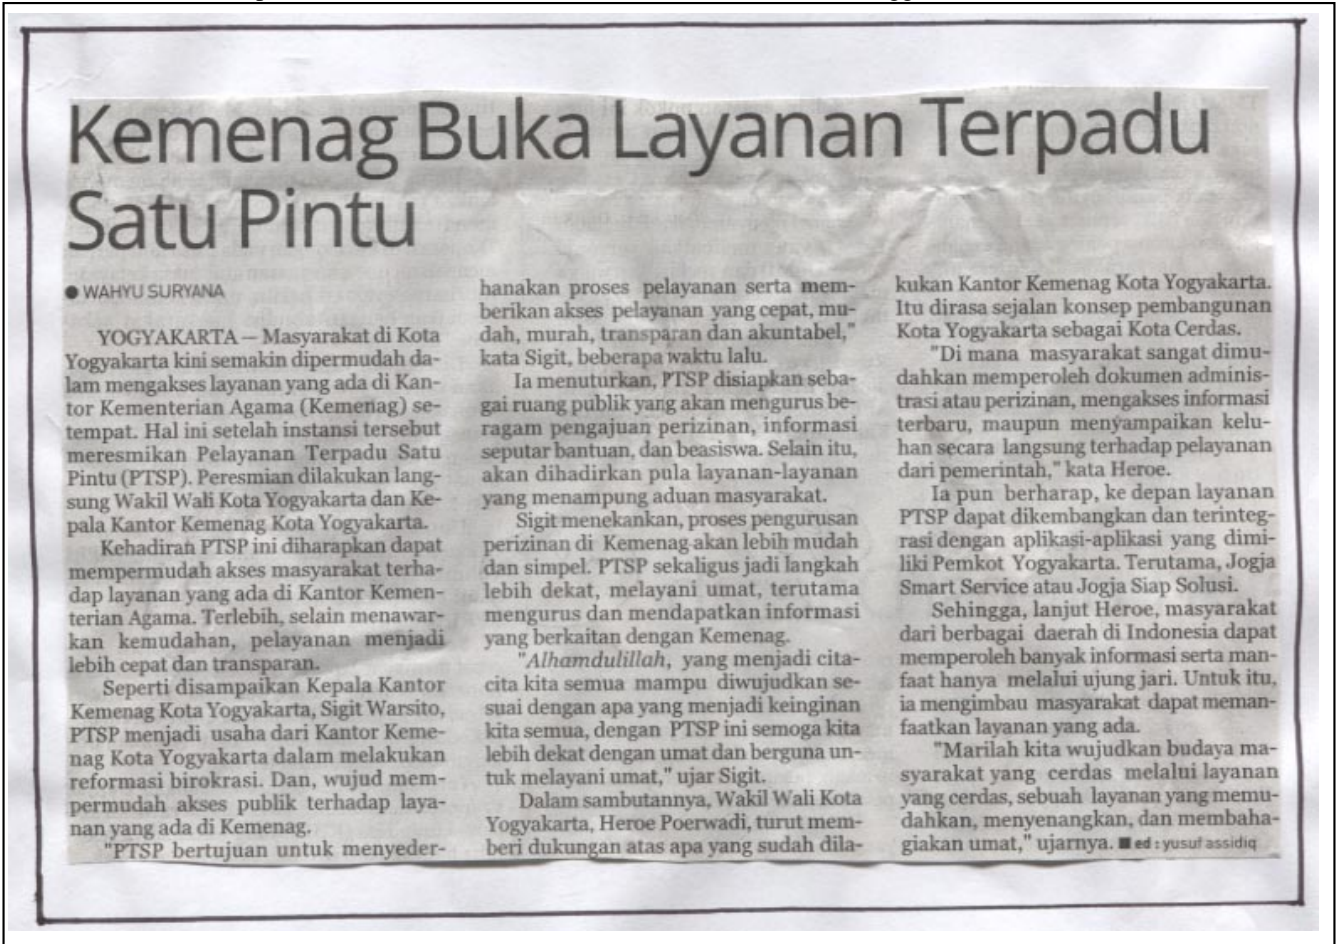 Kemenag Buka Layanan Terpadu
Satu Pintu
● WAHYU SURYANA
YOGYAKARTA — Masyarakat di Kota
Yogyakarta kini semakin dipermudah da-
lam mengakses layanan yang ada di Kan-
tor Kementerian Agama (Kemenag) se-
tempat. Hal ini setelah instansi tersebut
meresmikan Pelayanan Terpadu Satu
Pintu (PTSP). Peresmian dilakukan lang-
sung Wakil Wali Kota Yogyakarta dan Ke-
pala Kantor Kemenag Kota Yogyakarta.
Kehadiran PTSP ini diharapkan dapat
mempermudah akses masyarakat terha-
dap layanan yang ada di Kantor Kemen-
terian Agama. Terlebih, selain menawar-
kan kemudahan, pelayanan menjadi
lebih cepat dan transparan.
Seperti disampaikan Kepala Kantor
Kemenag Kota Yogyakarta, Sigit Warsito,
PTSP menjadi usaha dari Kantor Keme-
nag Kota Yogyakarta dalam melakukan
reformasi birokrasi. Dan, wujud mem-
permudah akses publik terhadap laya-
nan yang ada di Kemenag.
"PTSP bertujuan untuk menyeder-
hanakan proses pelayanan serta mem-
berikan akses pelayanan yang cepat, mu-
dah, murah, transparan dan akuntabel,"
kata Sigit, beberapa waktu lalu.
Ia menuturkan, PTSP disiapkan seba-
gai ruang publik yang akan mengurus be-
ragam pengajuan perizinan, informasi
seputar bantuan, dan beasiswa. Selain itu,
akan dihadirkan pula layanan-layanan
yang menampung aduan masyarakat.
Sigit menekankan, proses pengurusan
perizinan di Kemenag akan lebih mudah
dan simpel. PTSP sekaligus jadi langkah
lebih dekat, melayani umat, terutama
mengurus dan mendapatkan informasi
yang berkaitan dengan Kemenag.
"Alhamdulillah, yang menjadi cita-
cita kita semua mampu diwujudkan se-
suai dengan apa yang menjadi keinginan
kita semua, dengan PTSP ini semoga kita
lebih dekat dengan umat dan berguna un-
tuk melayani umat," ujar Sigit.
Dalam sambutannya, Wakil Wali Kota
Yogyakarta, Heroe Poerwadi, turut mem-
beri dukungan atas apa yang sudah dila-
kukan Kantor Kemenag Kota Yogyakarta.
Itu dirasa sejalan konsep pembangunan
Kota Yogyakarta sebagai Kota Cerdas.
"Di mana masyarakat sangat dimu-
dahkan memperoleh dokumen adminis-
trasi atau perizinan, mengakses informasi
terbaru, maupun menyampaikan kelu-
han secara langsung terhadap pelayanan
dari pemerintah," kata Heroe.
Ia pun berharap, ke depan layanan
PTSP dapat dikembangkan dan terinteg-
rasi dengan aplikasi-aplikasi yang dimi-
liki Pemkot Yogyakarta. Terutama, Jogja
Smart Service atau Jogja Siap Solusi.
Sehingga, lanjut Heroe, masyarakat
dari berbagai daerah di Indonesia dapat
memperoleh banyak informasi serta man-
faat hanya melalui ujung jari. Untuk itu,
ia mengimbau masyarakat dapat meman-
faatkan layanan yang ada.
"Marilah kita wujudkan budaya ma-
syarakat yang cerdas melalui layanan
yang cerdas, sebuah layanan yang memu-
dahkan, menyenangkan, dan membaha-
giakan umat," ujarnya. ■ ed : yusuf assidiq